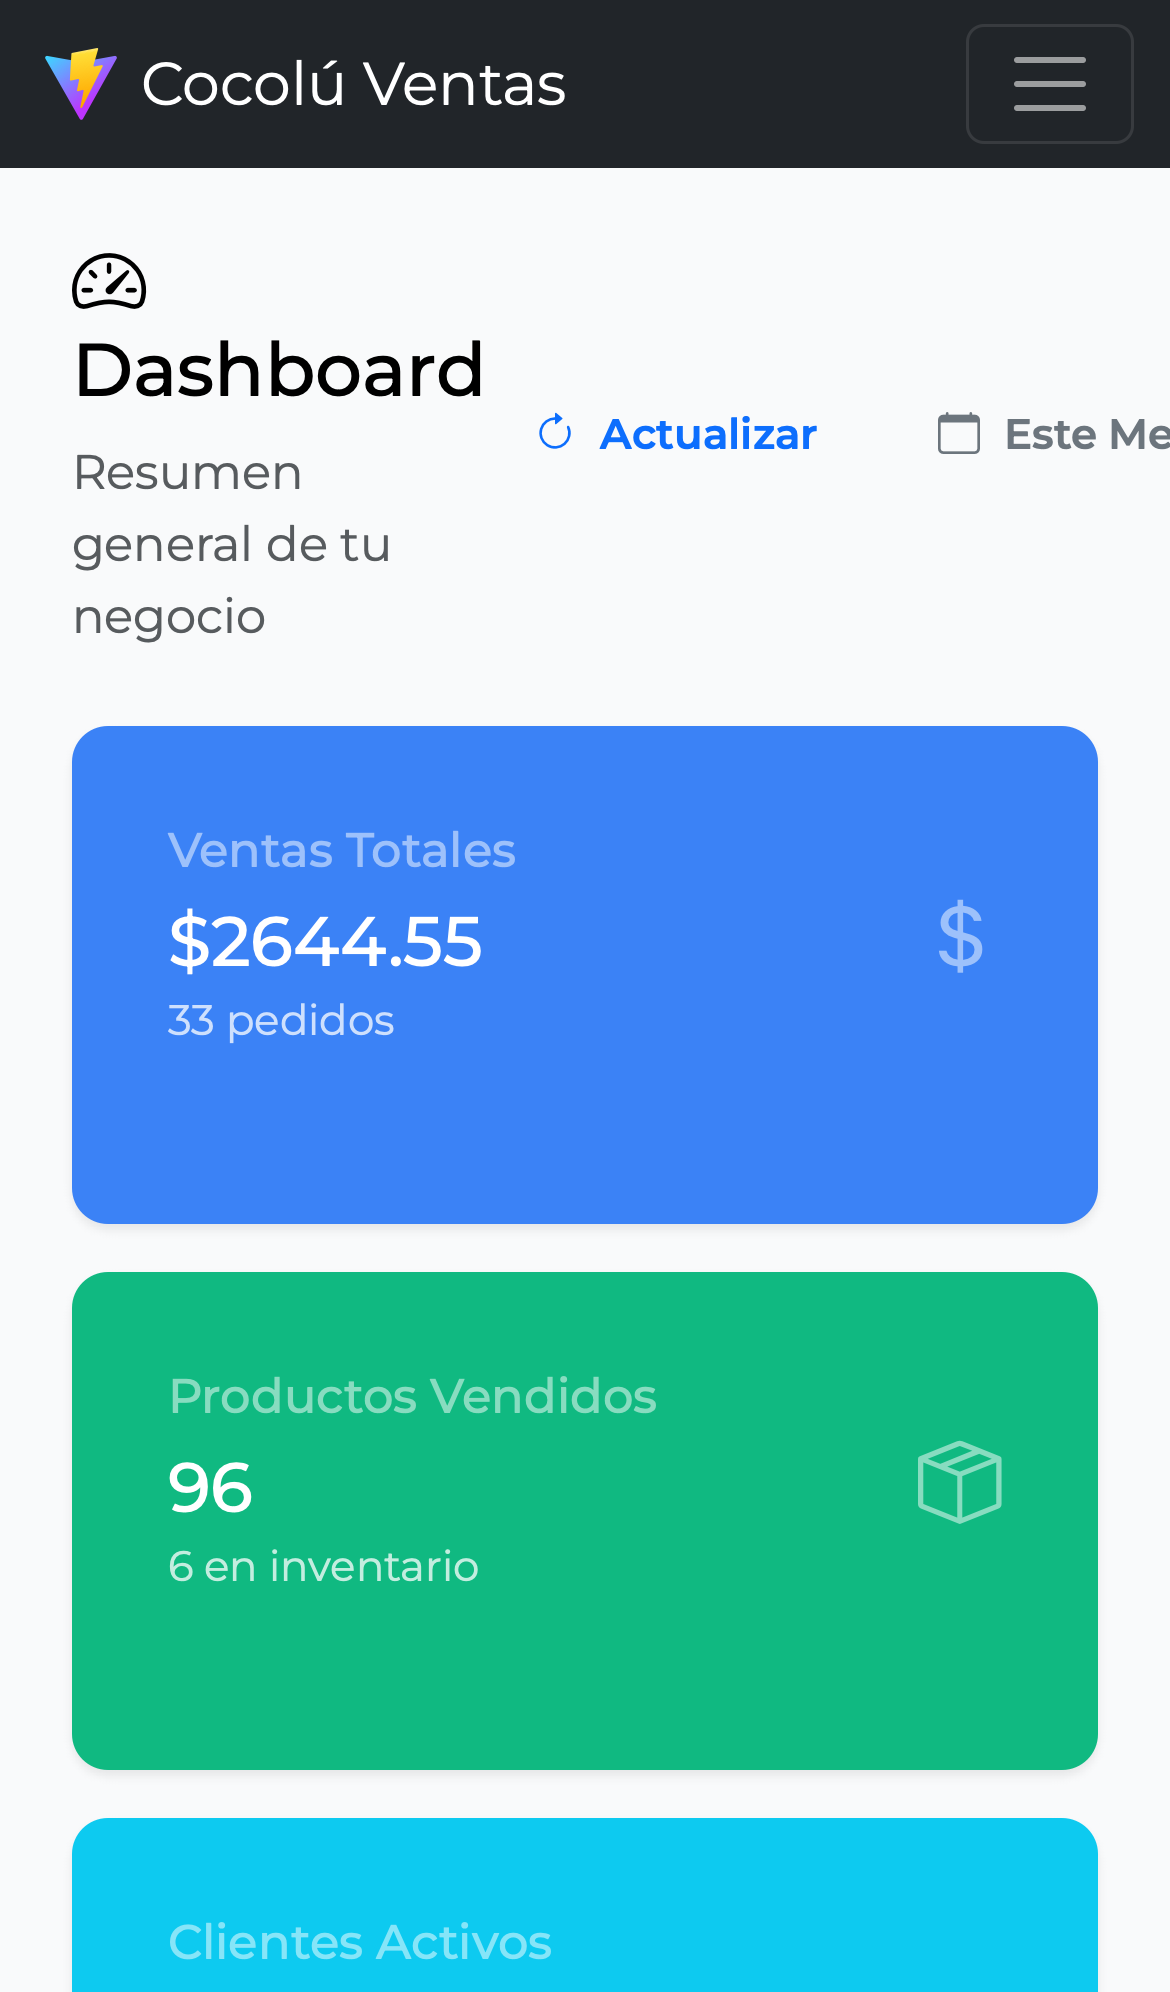 Cocolú Ventas
Dashboard
Resumen
general de tu
negocio
Actualizar
Este Me
Ventas Totales
$2644.55
33 pedidos
$
Productos Vendidos
96
6 en inventario
Clientes Activos